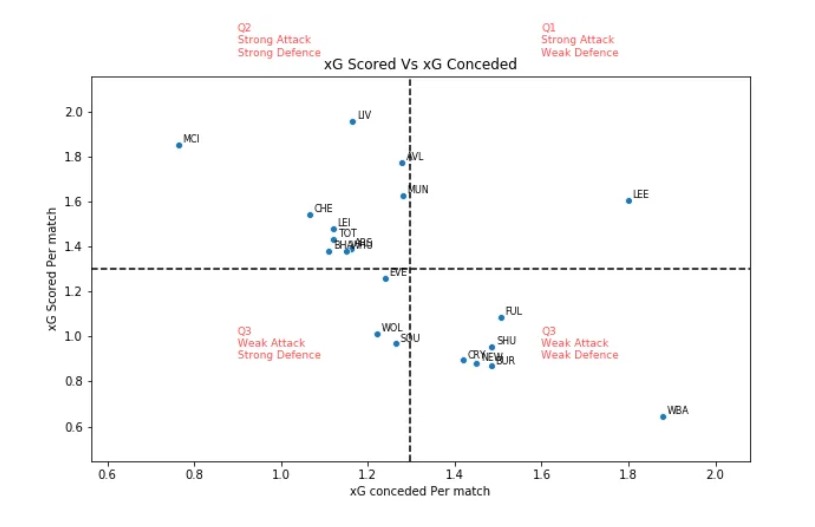 Q2
Strong Attack
Strong Defence
Q1
Strong Attack
Weak Defence
xG Scored Vs xG Conceded
xG Scored Per match
2.0
1.8
1.6
1.4
1.2
1.0
0.8
0.6
LIV
MCI
AVL
MUN
LEE
CHE
LEI
TOT
EVE
FUL
WOL
SOU
SHU
CRY
NEW
BUR
WBA
Q3
Weak Attack
Strong Defence
Q3
Weak Attack
Weak Defence
0.6
0.8
1.0
1.2
1.4
1.6
1.8
2.0
xG conceded Per match